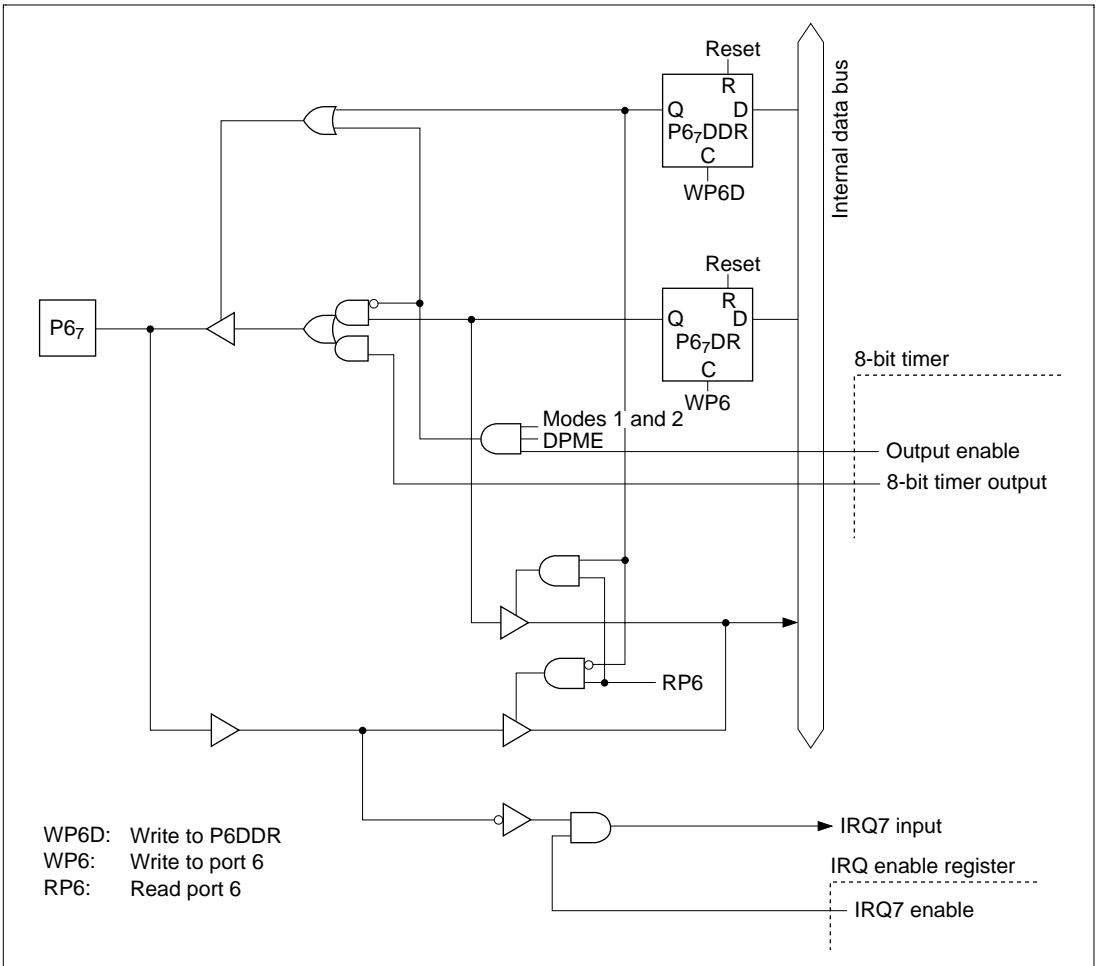 Reset
R
Q
D
P6₇DDR
C
WP6D
Internal data bus
Reset
R
Q
D
P6₇DR
C
WP6
P6₇
8-bit timer
Modes 1 and 2
DPME
Output enable
8-bit timer output
RP6
WP6D: Write to P6DDR
WP6: Write to port 6
RP6: Read port 6
IRQ7 input
IRQ enable register
IRQ7 enable